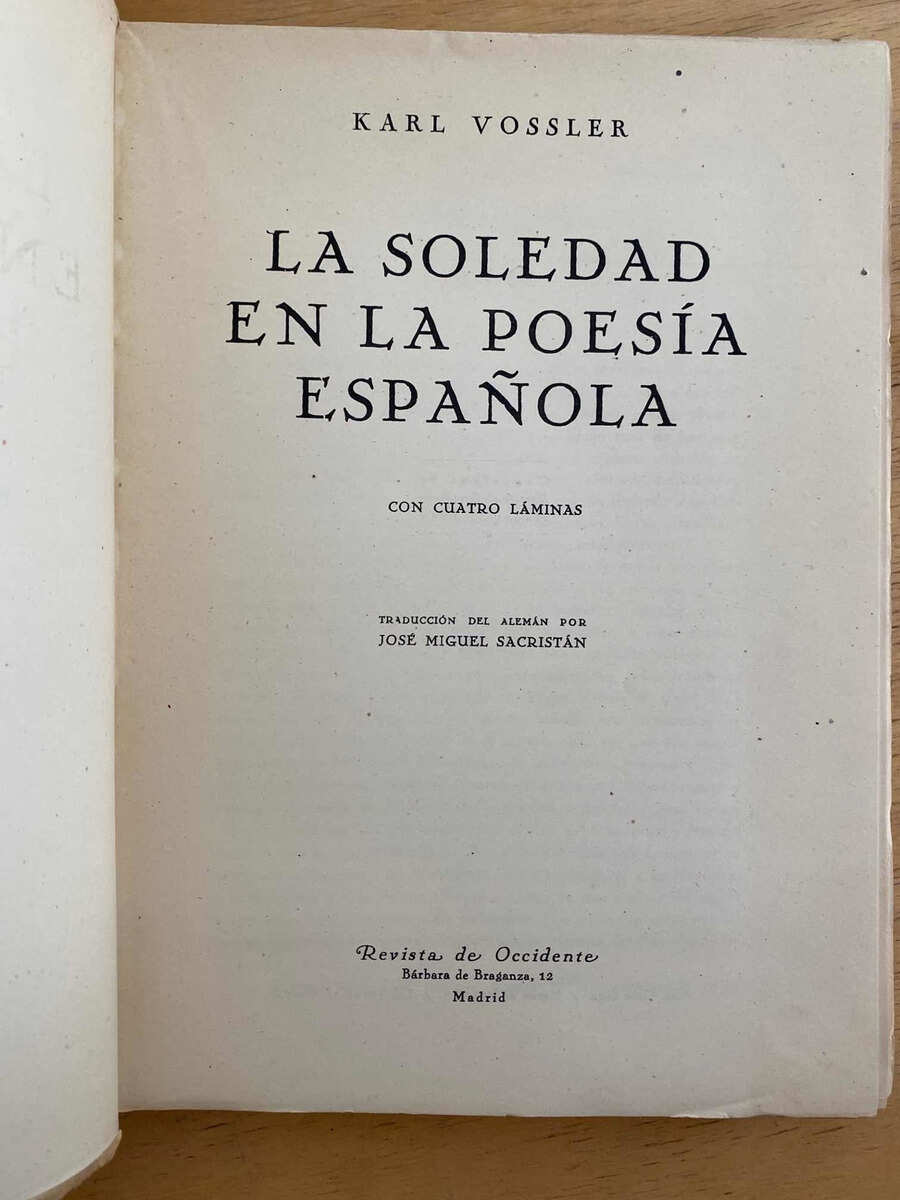 KARL VOSSLER
LA SOLEDAD
EN LA POESÍA
ESPAÑOLA
CON CUATRO LÁMINAS
TRADUCCIÓN DEL ALEMÁN POR
JOSÉ MIGUEL SACRISTÁN
Revista de Occidente
Bárbara de Braganza, 12
Madrid